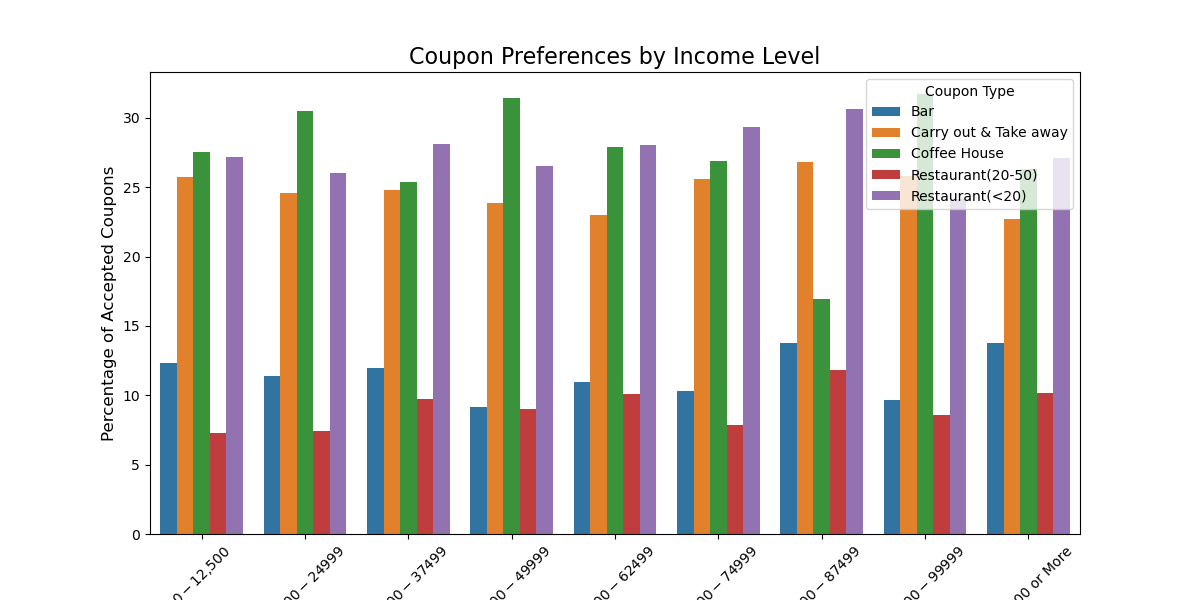 Coupon Preferences by Income Level
Percentage of Accepted Coupons
30
25
20
15
10
5
0
Coupon Type
Bar
Carry out & Take away
Coffee House
Restaurant(20-50)
Restaurant(<20)
0 − 12,500
00 − 24999
00 − 37499
00 − 49999
00 − 62499
00 − 74999
00 − 87499
00 − 99999
00 or More